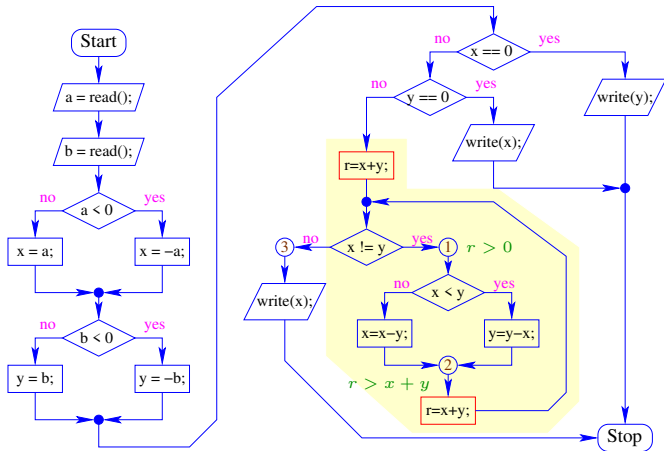 Start
a = read();
b = read();
a < 0
no
yes
x = a;
x = −a;
b < 0
no
yes
y = b;
y = −b;
x == 0
no
yes
y == 0
no
yes
write(y);
write(x);
r=x+y;
x != y
no
yes
3
1
r > 0
write(x);
x < y
no
yes
x=x−y;
y=y−x;
2
r > x + y
r=x+y;
Stop